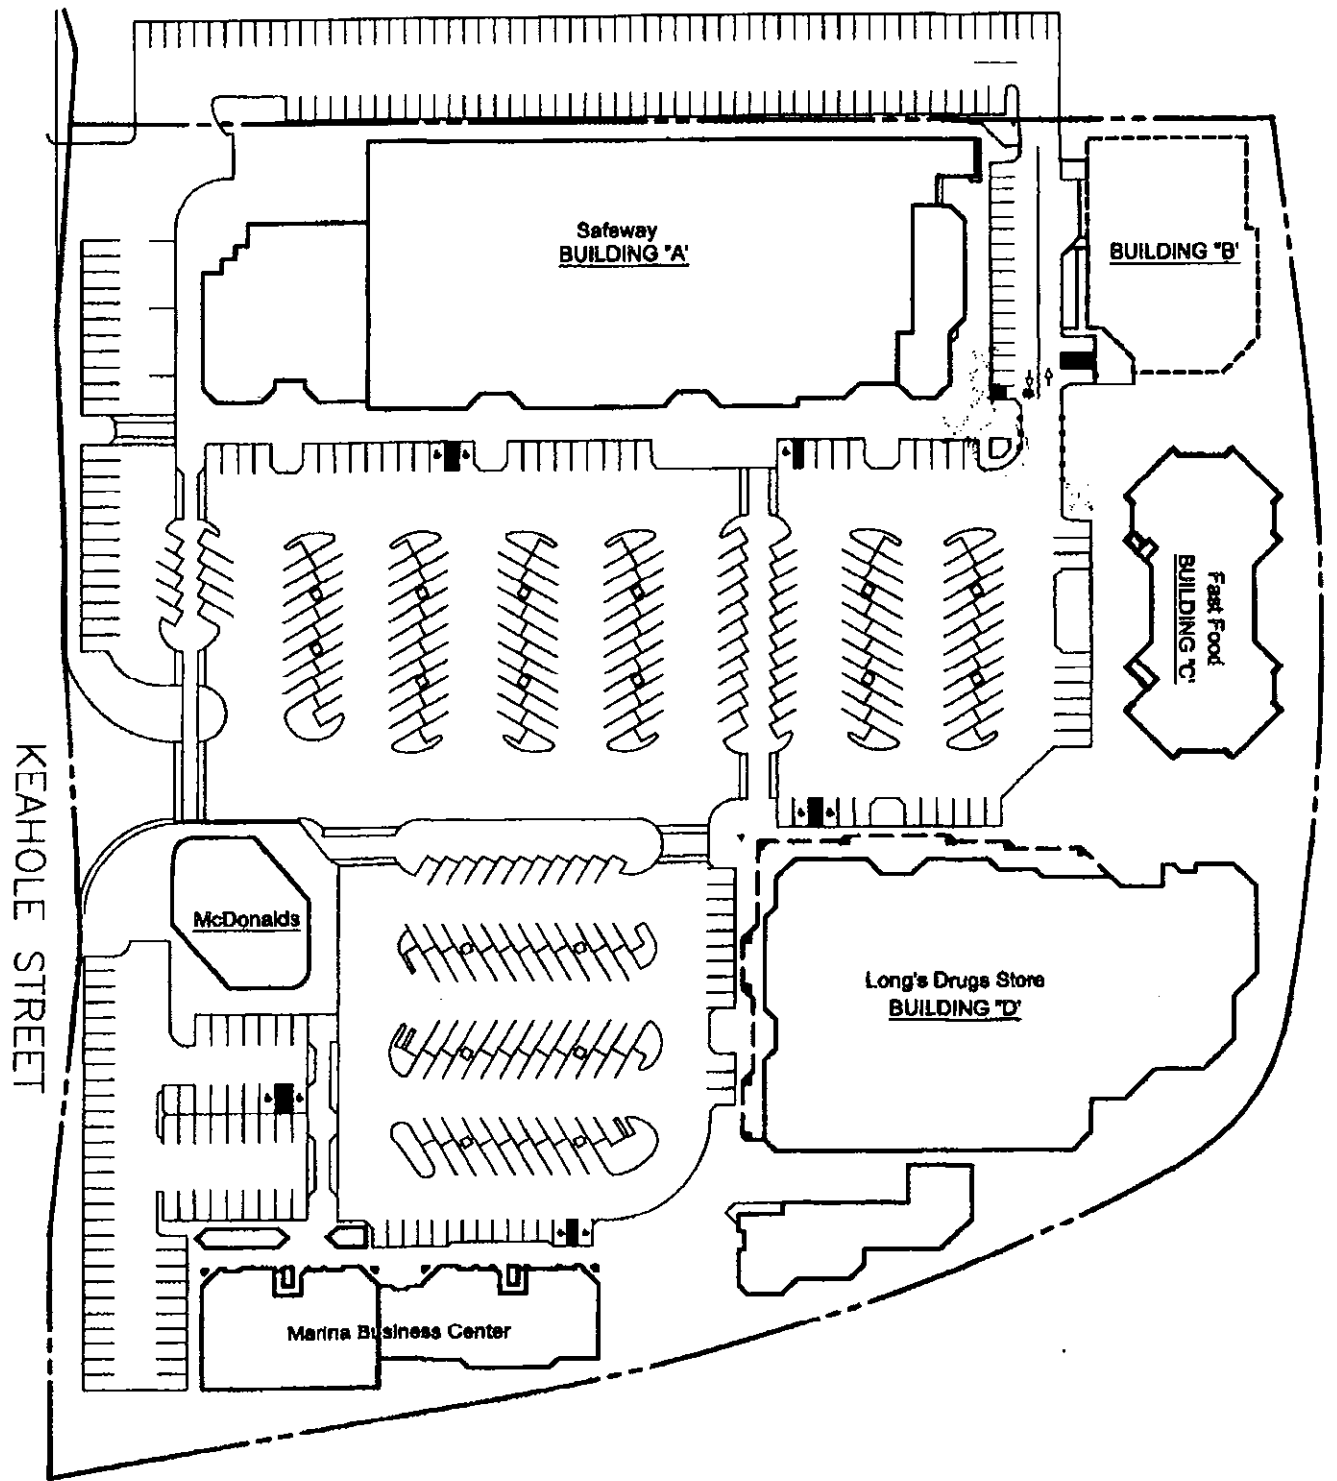 Safeway
BUILDING "A'
BUILDING "B'
Fast Food
BUILDING "C'
KEAHOLE STREET
McDonalds
Long's Drugs Store
BUILDING "D'
Marina Business Center